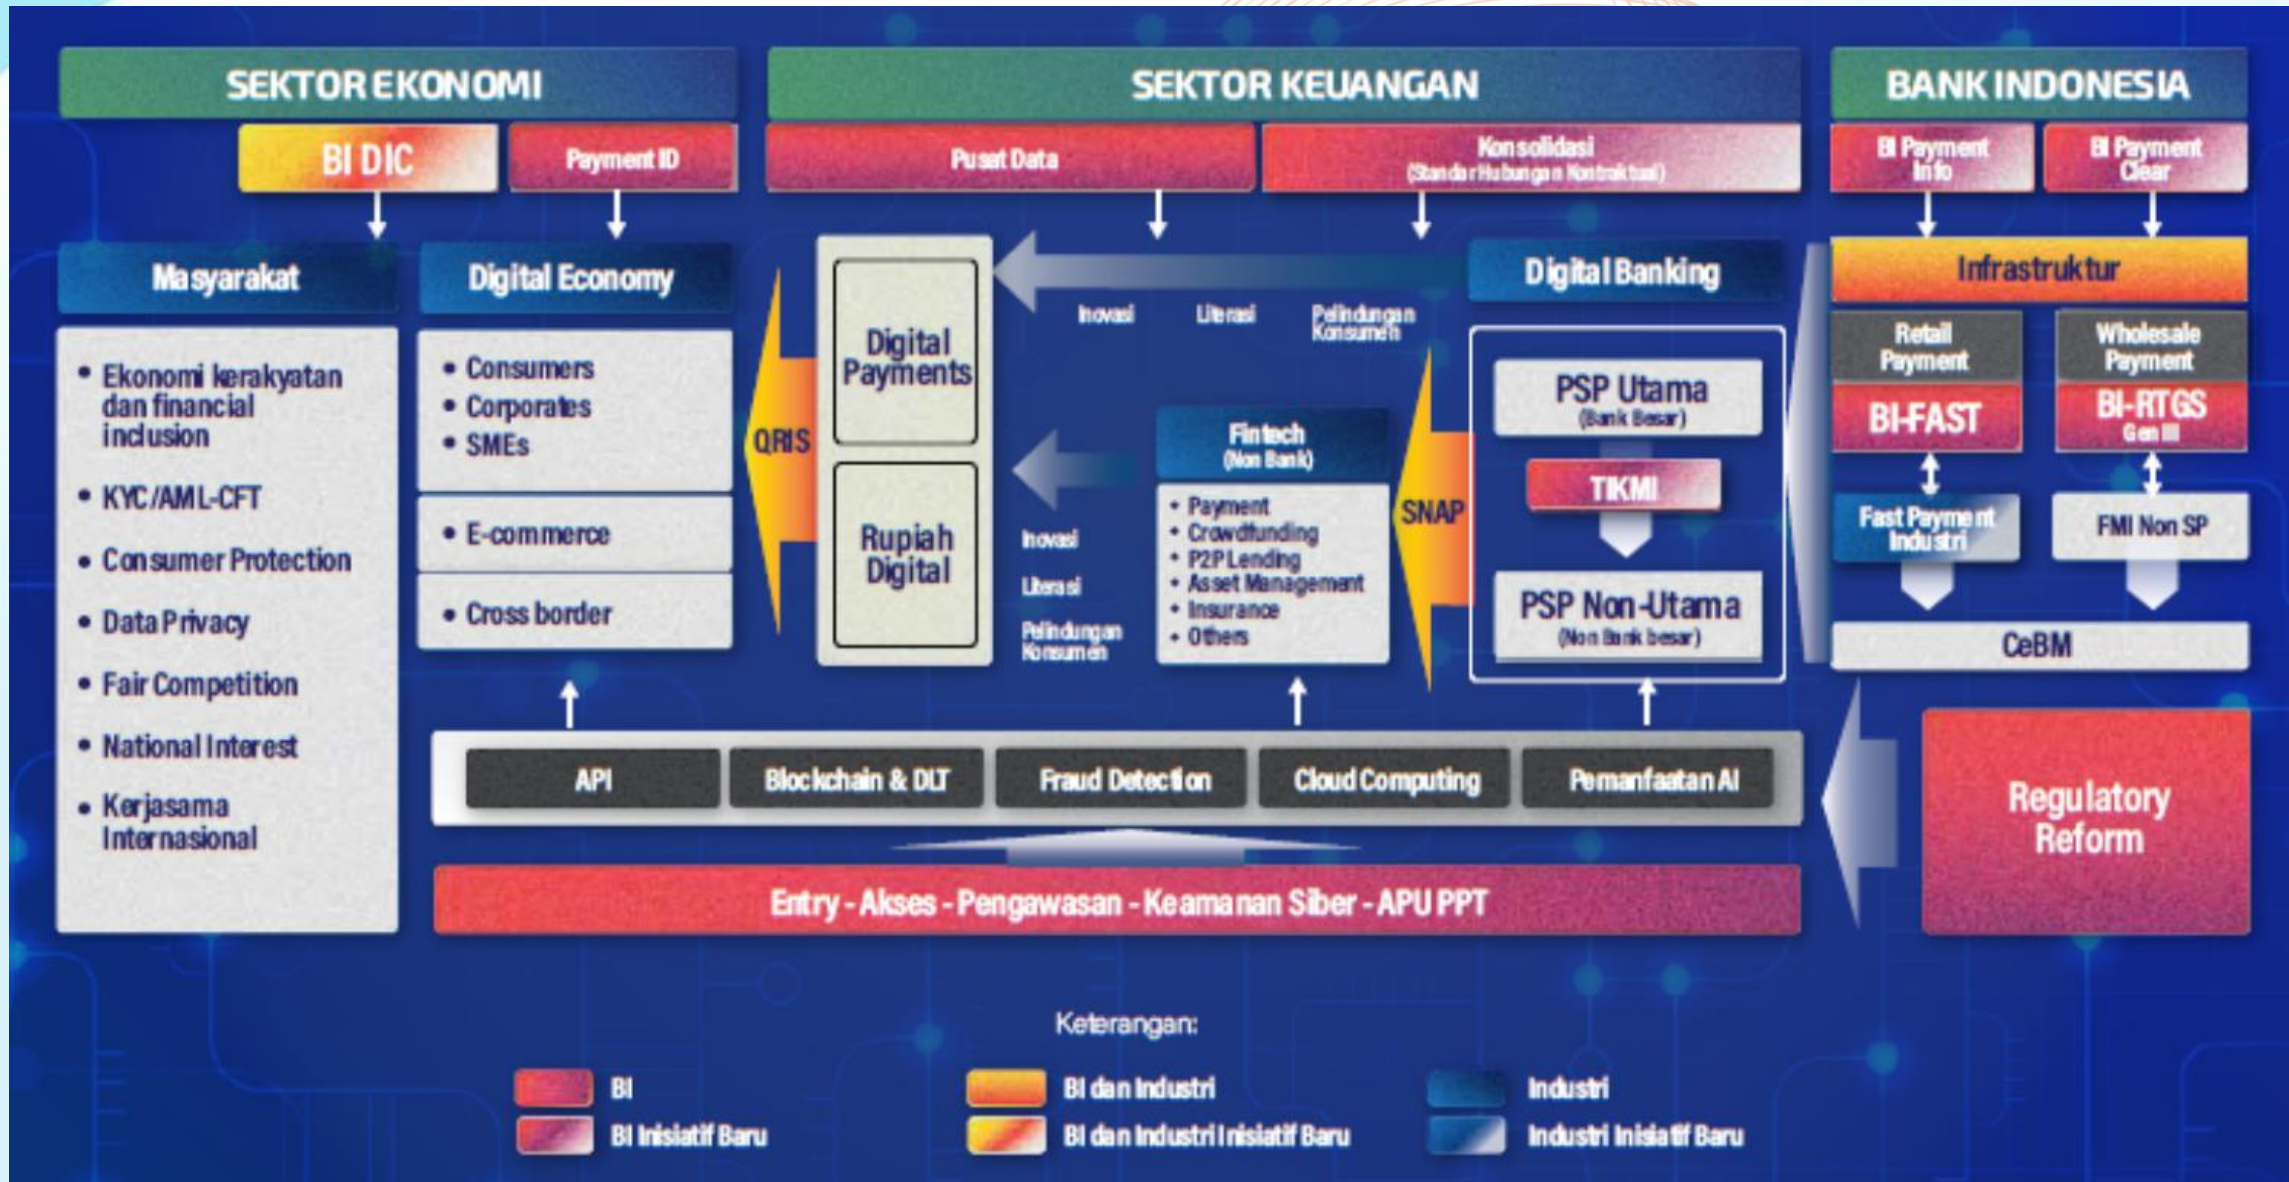 SEKTOR EKONOMI
SEKTOR KEUANGAN
BANK INDONESIA
BI DIC
Payment ID
Pusat Data
Konsolidasi
(Standar Hubungan Kontraktual)
BI Payment
Info
BI Payment
Clear
Masyarakat
• Ekonomi kerakyatan
dan financial
inclusion
• KYC/AML-CFT
• Consumer Protection
• Data Privacy
• Fair Competition
• National Interest
• Kerjasama
Internasional
Digital Economy
• Consumers
• Corporates
• SMEs
• E-commerce
• Cross border
QRIS
Digital
Payments
Rupiah
Digital
Inovasi
Literasi
Pelindungan
Konsumen
Inovasi
Literasi
Pelindungan
Konsumen
Fintech
(Non Bank)
• Payment
• Crowdfunding
• P2P Lending
• Asset Management
• Insurance
• Others
SNAP
Digital Banking
PSP Utama
(Bank Besar)
TIKMI
PSP Non-Utama
(Non Bank besar)
Infrastruktur
Retail
Payment
BI-FAST
Fast Payment
Industri
Wholesale
Payment
BI-RTGS
Gen
FMI Non SP
CeBM
API
Blockchain & DLT
Fraud Detection
Cloud Computing
Pemanfaatan AI
Entry - Akses - Pengawasan - Keamanan Siber - APU PPT
Regulatory
Reform
Keterangan:
BI
BI Inisiatif Baru
BI dan Industri
BI dan Industri Inisiatif Baru
Industri
Industri Inisiatif Baru